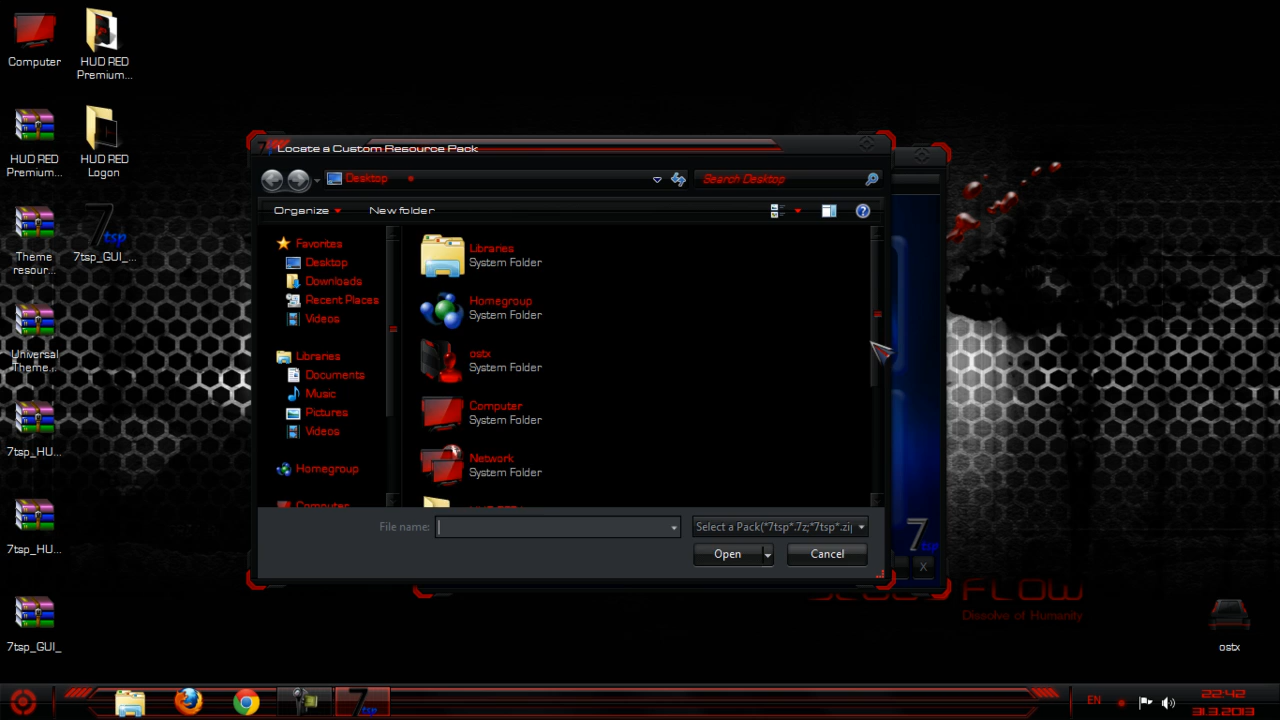 Computer
HUD RED
Premium...
HUD RED
Premium...
HUD RED
Logon
Theme
resour...
7tsp_GUI_...
Universal
Theme...
7tsp_HU...
7tsp_HU...
7tsp_GUI_
Locate a Custom Resource Pack
Desktop
Search Desktop
Organize
New folder
Favorites
Desktop
Downloads
Recent Places
Videos
Libraries
Documents
Music
Pictures
Videos
Homegroup
Computer
Libraries
System Folder
Homegroup
System Folder
ostx
System Folder
Computer
System Folder
Network
System Folder
File name:
Select a Pack(*7tsp*.7z;*7tsp*.zip
Open
Cancel
7tsp
X
FLOW
Dissolve of Humanity
ostx
7tsp
EN
22:42
31.3.2013